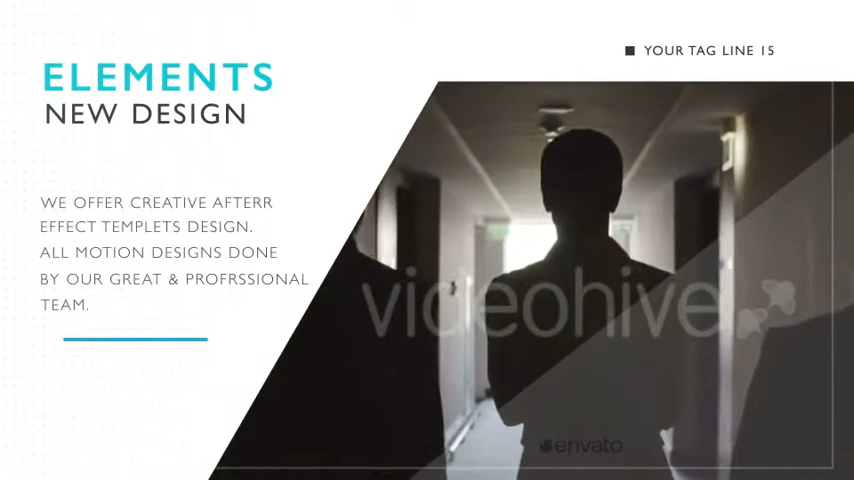 ELEMENTS
NEW DESIGN
YOUR TAG LINE 15
WE OFFER CREATIVE AFTERR
EFFECT TEMPLETS DESIGN.
ALL MOTION DESIGNS DONE
BY OUR GREAT & PROFRSSIONAL
TEAM.
videohive
envato